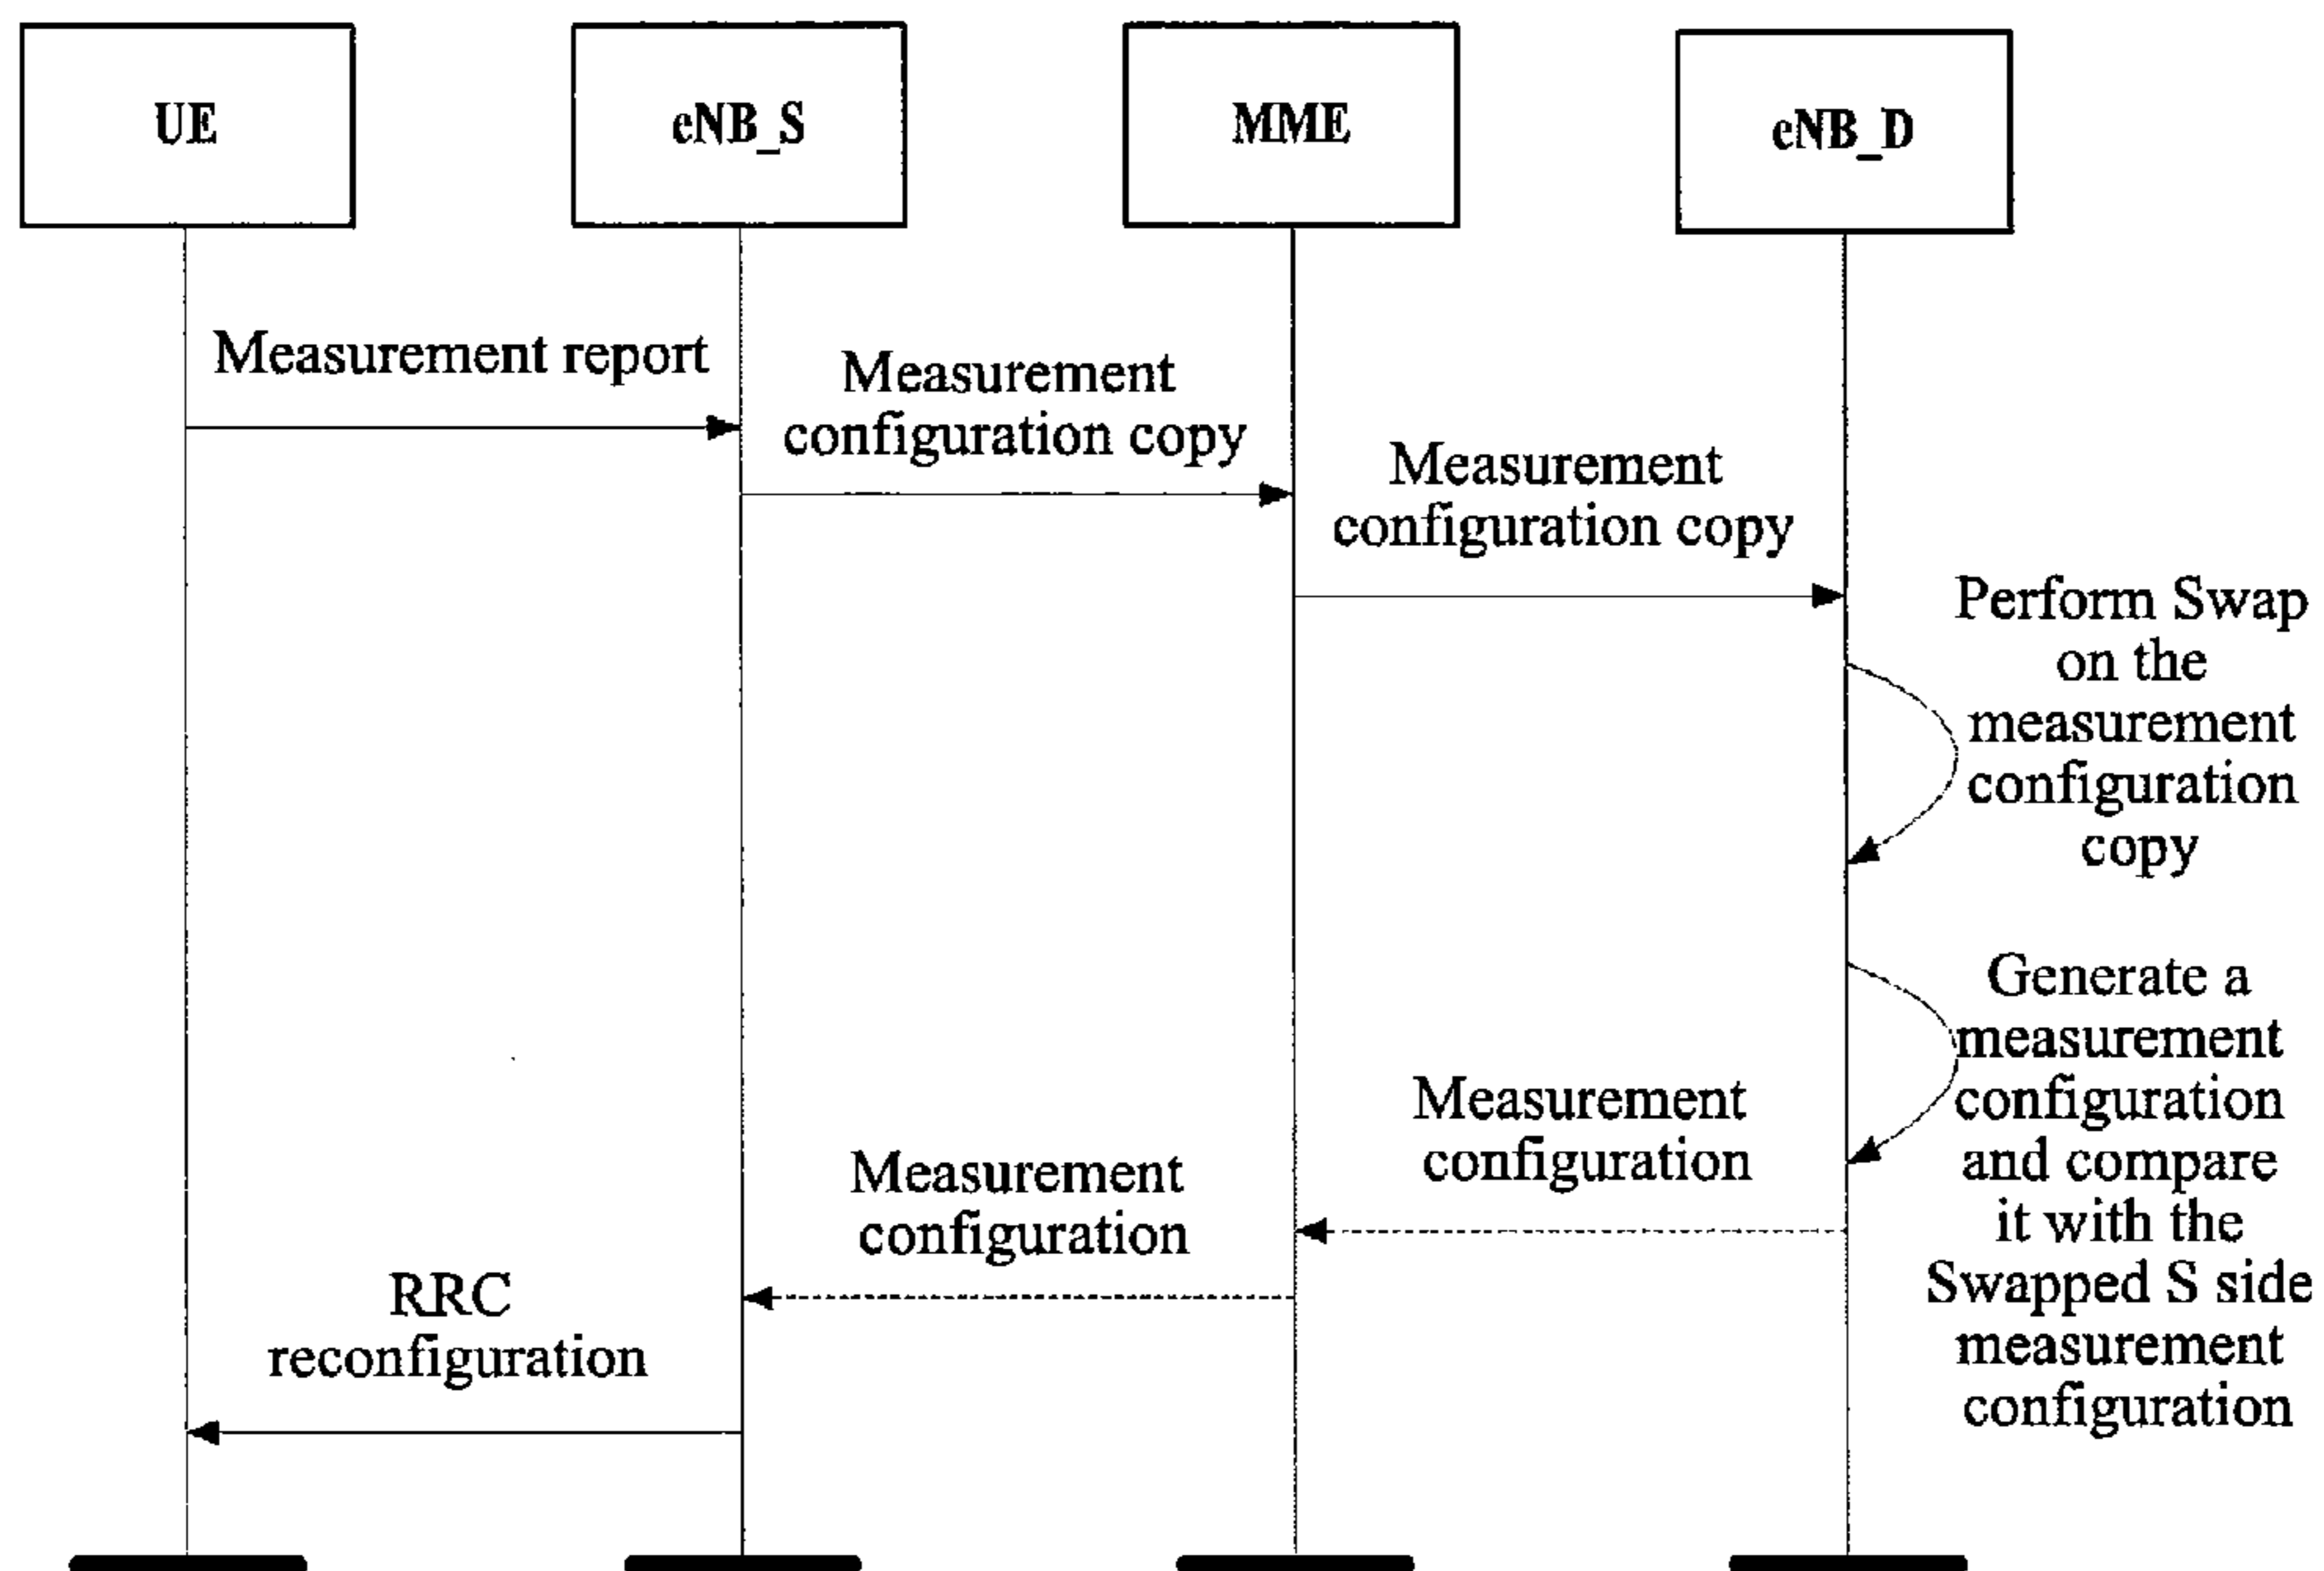 UE
eNB_S
MME
eNB_D
Measurement report
Measurement
configuration copy
Measurement
configuration copy
Perform Swap
on the
measurement
configuration
copy
Generate a
measurement
configuration
and compare
it with the
Swapped S side
measurement
configuration
Measurement
configuration
Measurement
configuration
RRC
reconfiguration